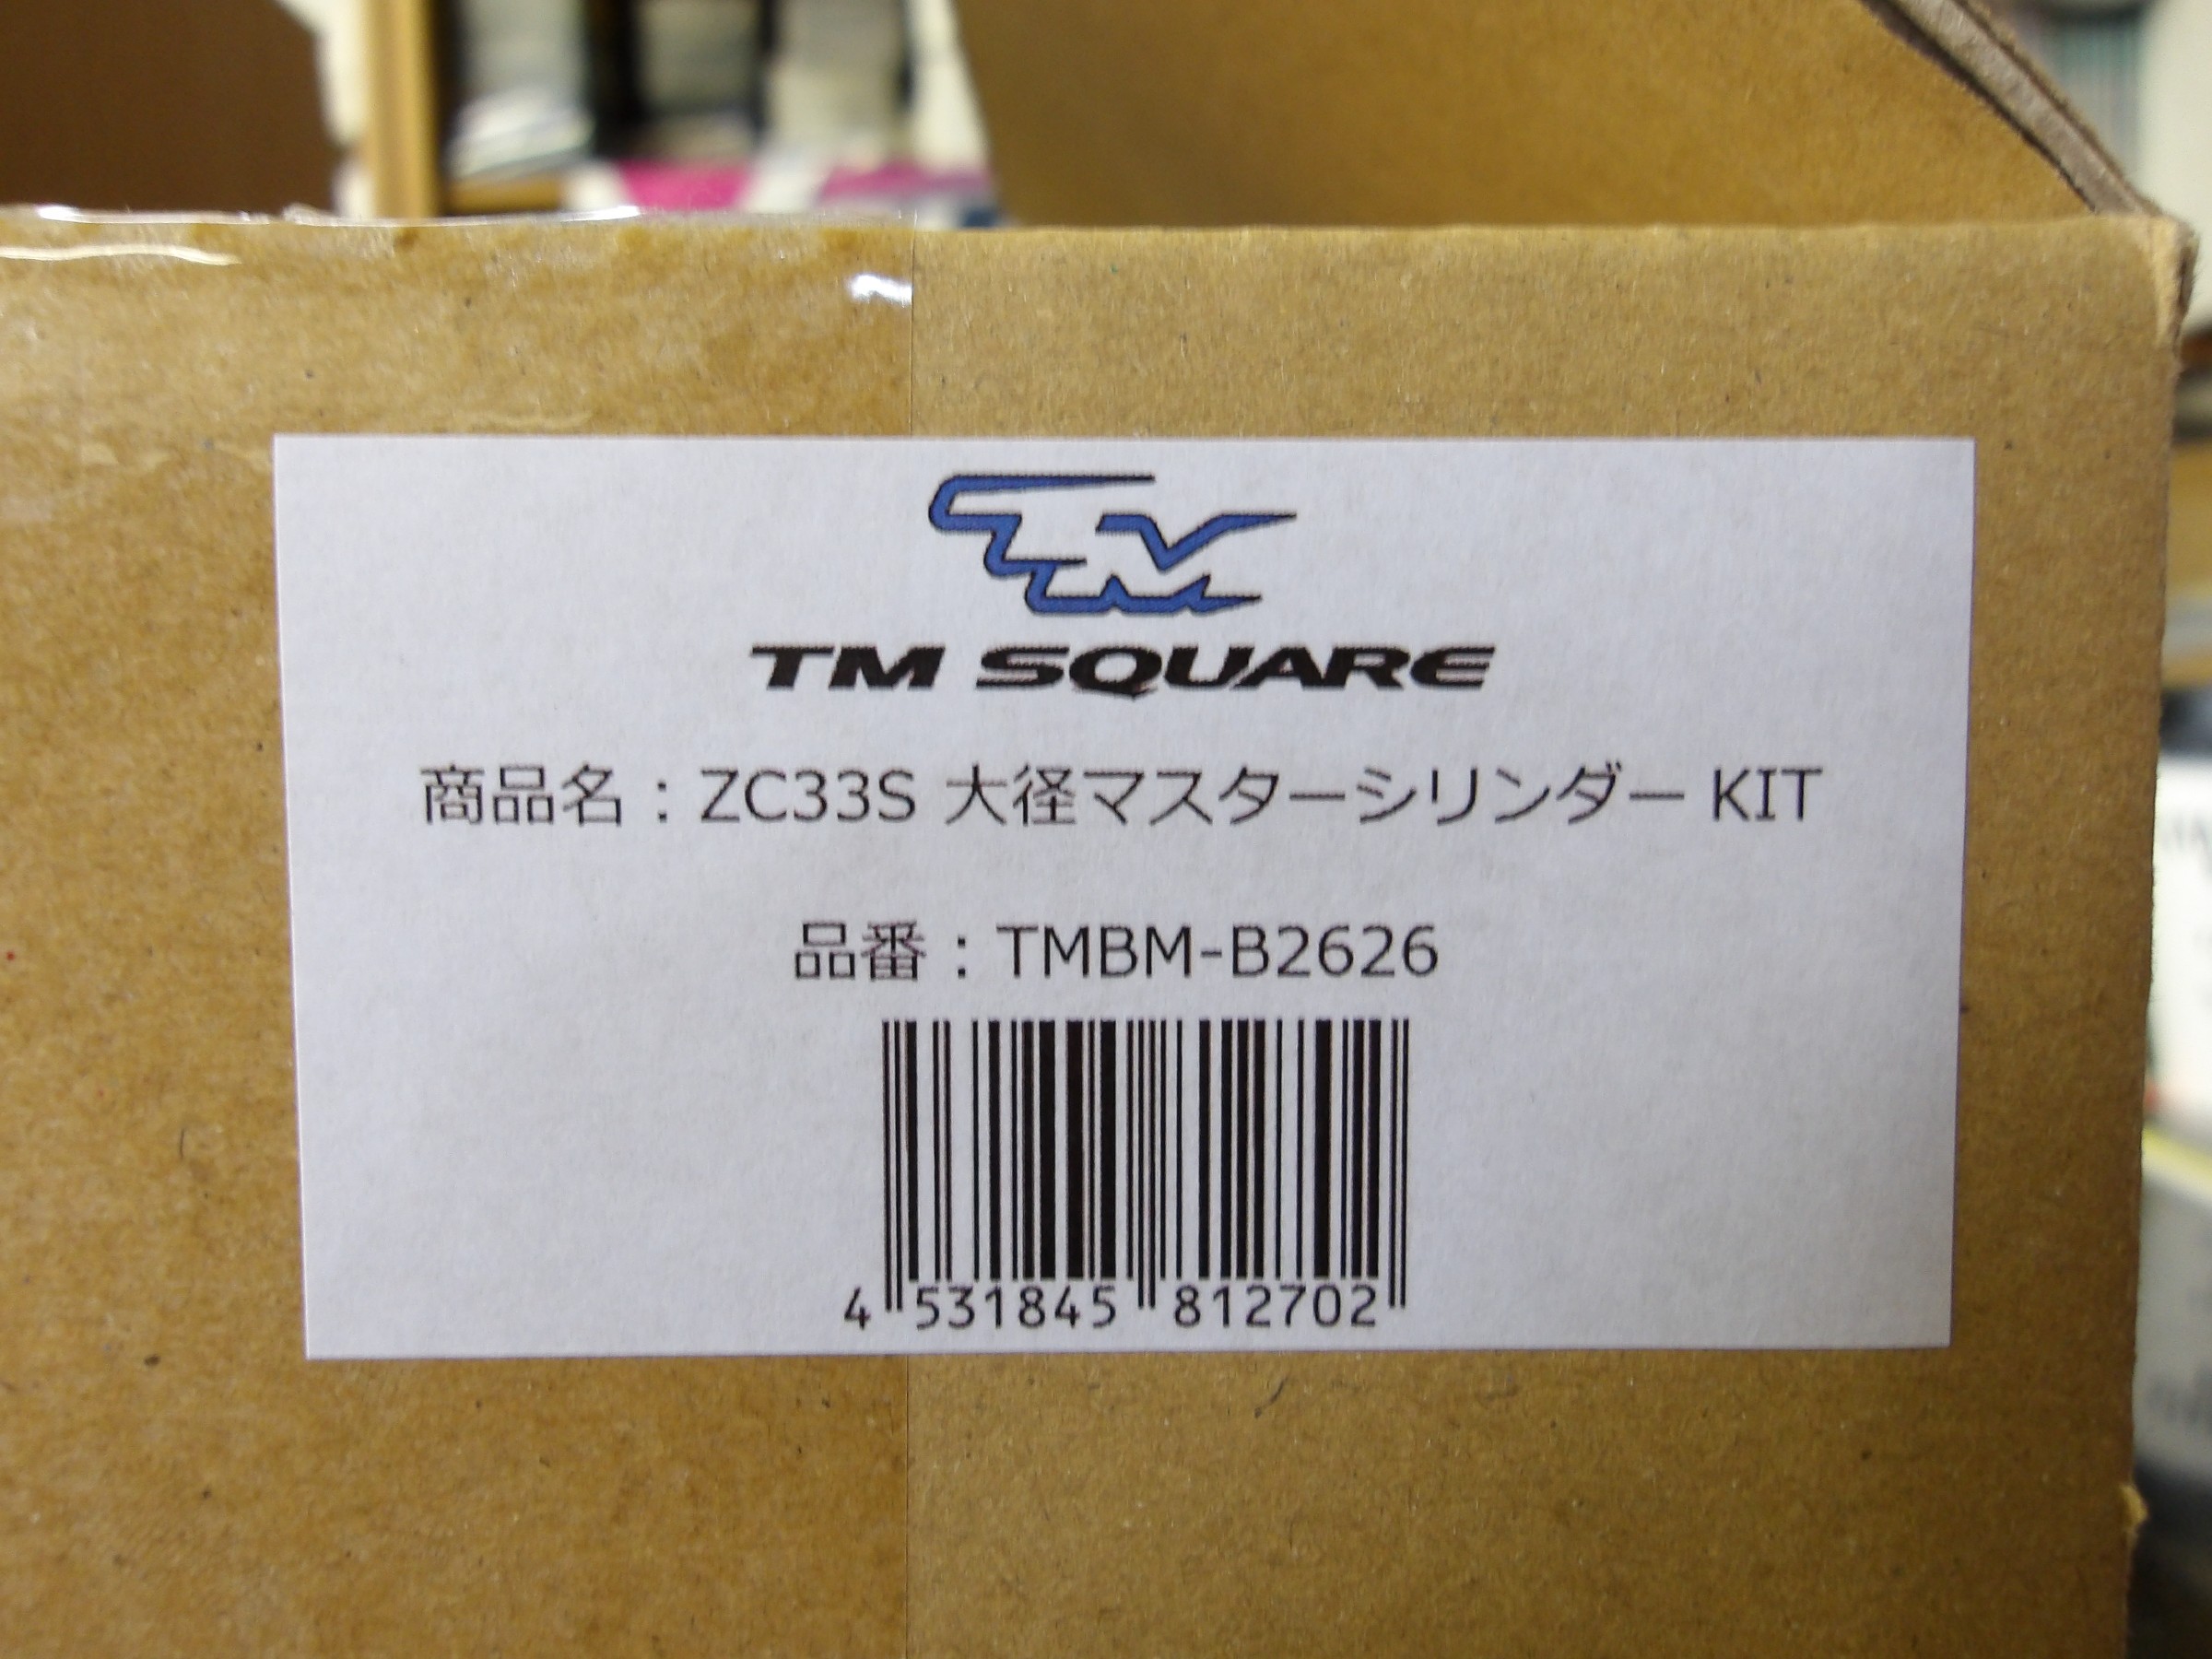 TM
TM SQUARE
商品名：ZC33S 大径マスターシリンダー KIT
品番：TMBM-B2626
4 531845 812702